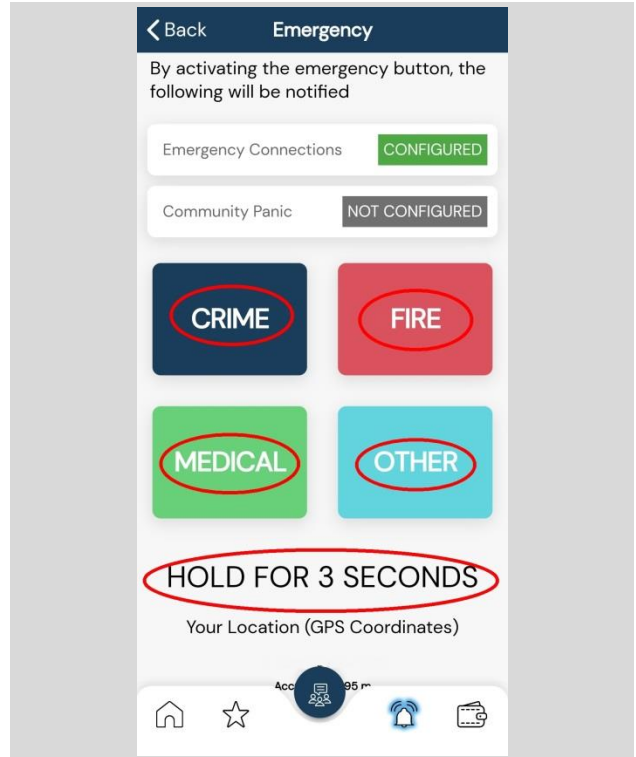 Back Emergency
By activating the emergency button, the
following will be notified
Emergency Connections CONFIGURED
Community Panic NOT CONFIGURED
CRIME FIRE
MEDICAL OTHER
HOLD FOR 3 SECONDS
Your Location (GPS Coordinates)